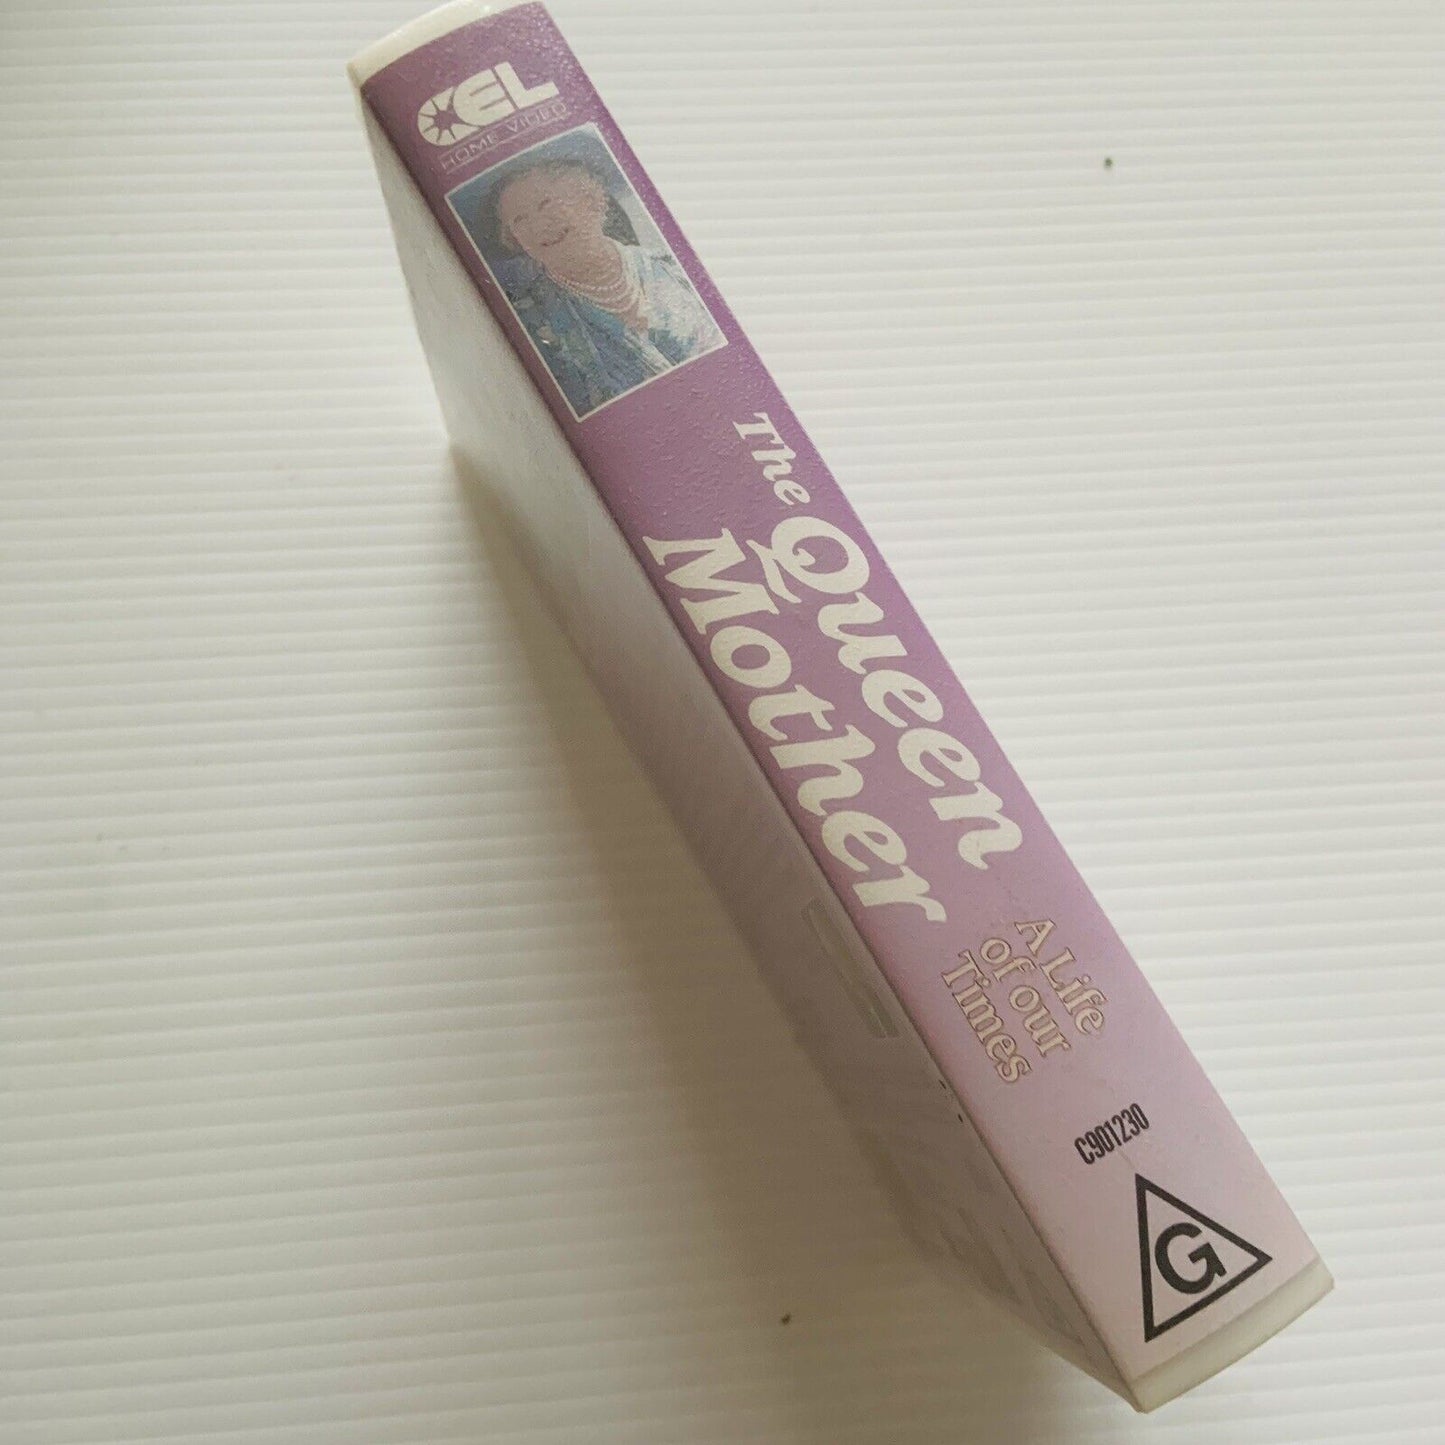 CEL
HOME VIDEO
The
Queen
Mother
A Life
of our
Times
C901230
G